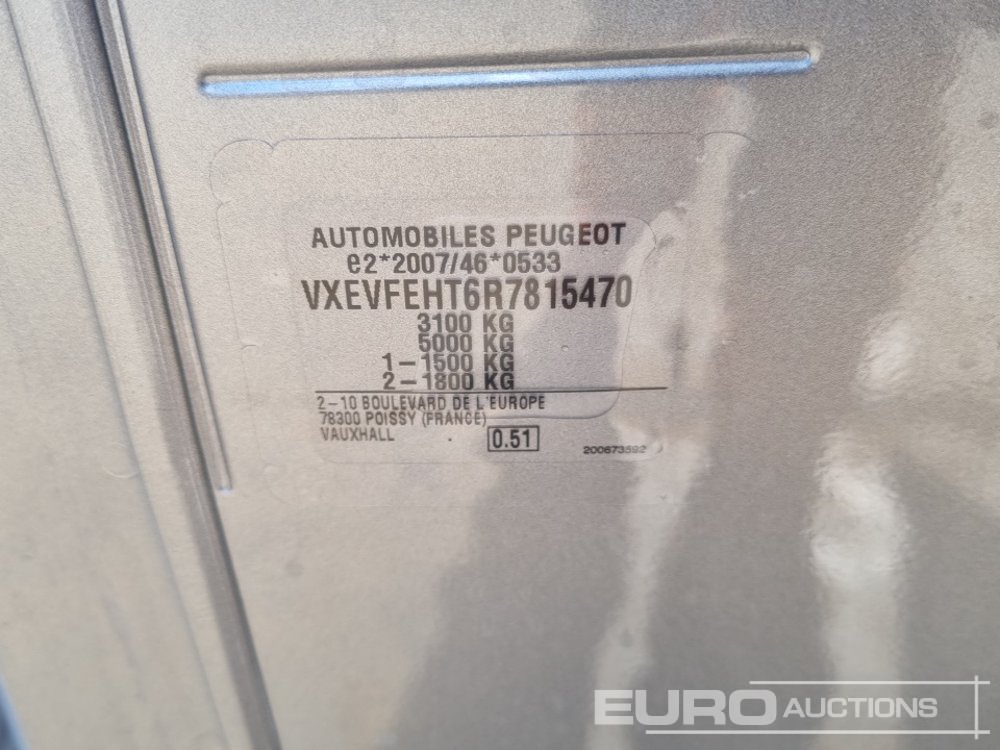 AUTOMOBILES PEUGEOT
e2*2007/46*0533
VXEVFEHT6R7815470
3100 KG
5000 KG
1-1500 KG
2-1800 KG
2-10 BOULEVARD DE L'EUROPE
78300 POISSY (FRANCE)
VAUXHALL 0.51 200673592
EURO AUCTIONS